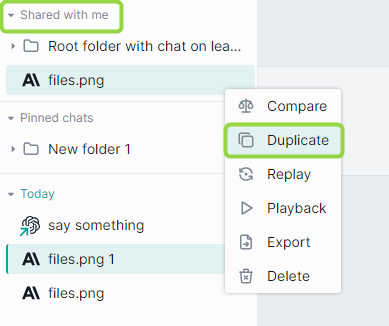 Shared with me
Root folder with chat on lea...
files.png
Compare
Pinned chats
Duplicate
New folder 1
Replay
Today
Playback
say something
Export
files.png 1
Delete
files.png